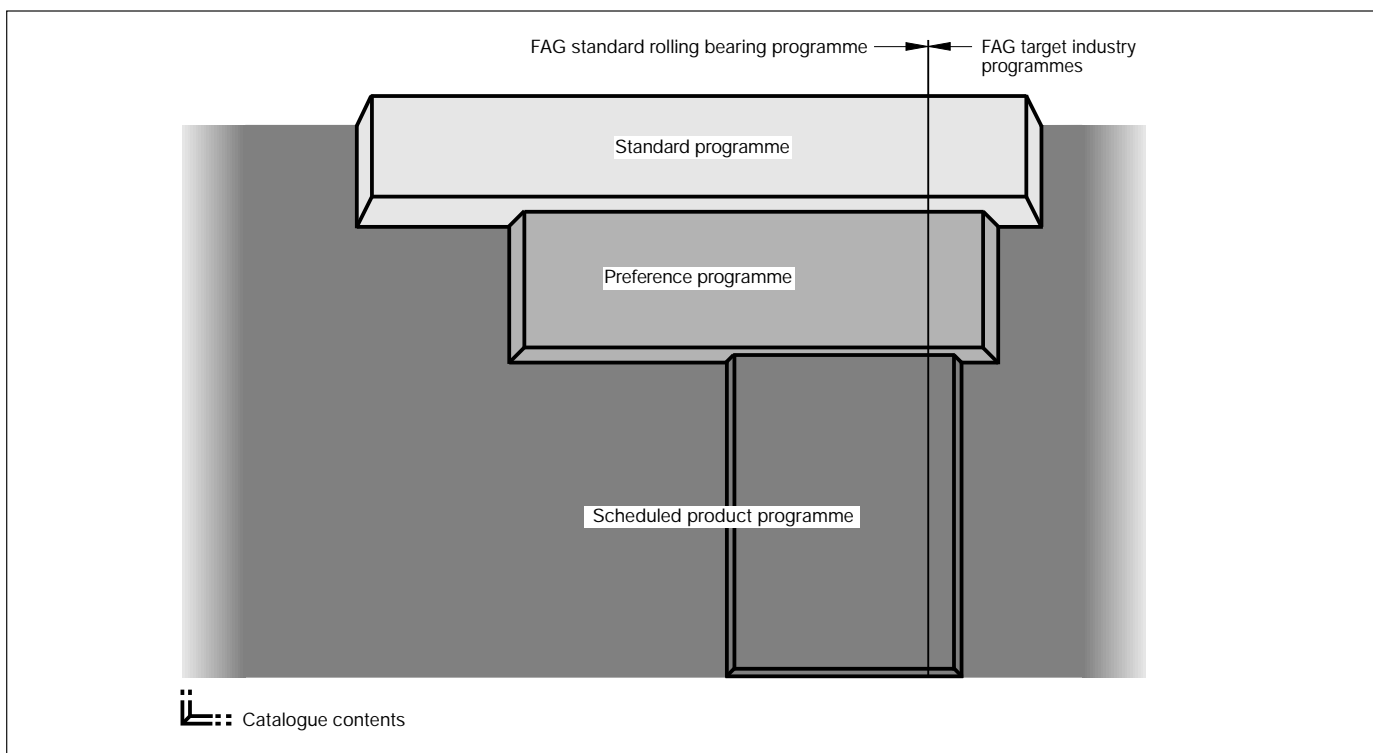 FAG standard rolling bearing programme
FAG target industry
programmes
Standard programme
Preference programme
Scheduled product programme
Catalogue contents